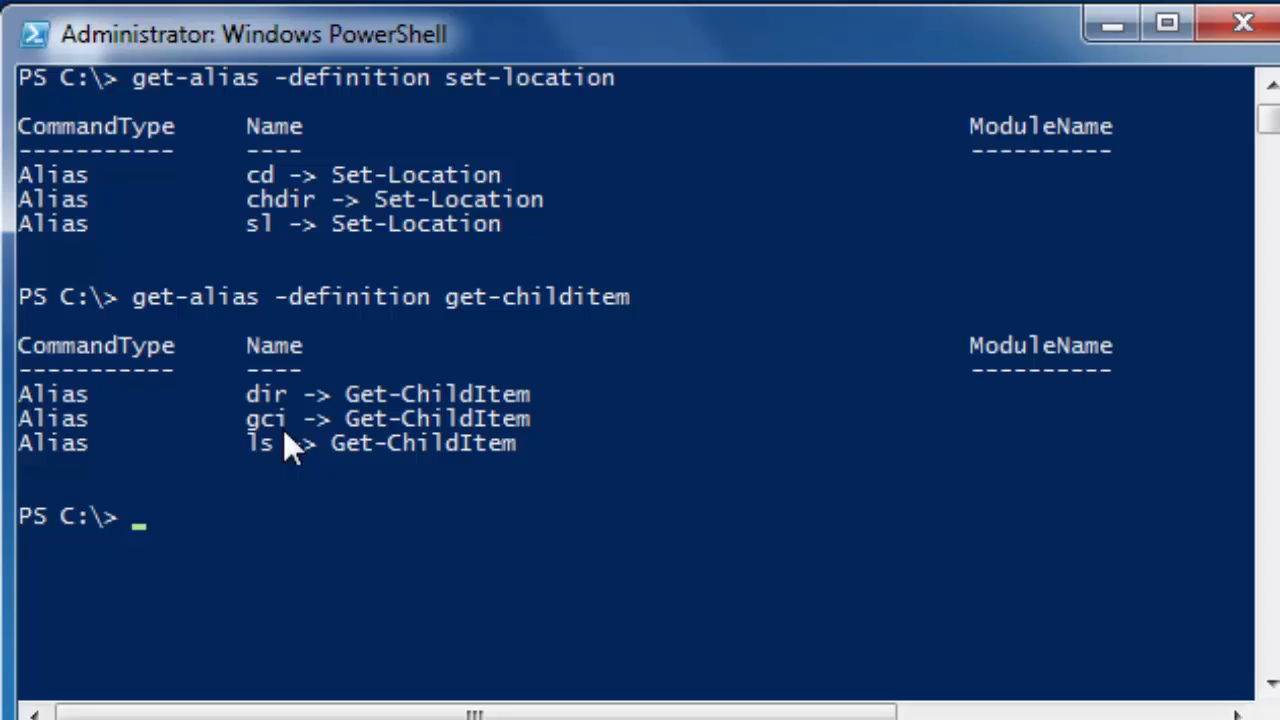 Administrator: Windows PowerShell
PS C:\> get-alias -definition set-location
CommandType Name ModuleName
----------- ---- ----------
Alias cd -> Set-Location
Alias chdir -> Set-Location
Alias sl -> Set-Location
PS C:\> get-alias -definition get-childitem
CommandType Name ModuleName
----------- ---- ----------
Alias dir -> Get-ChildItem
Alias gci -> Get-ChildItem
Alias ls -> Get-ChildItem
PS C:\> _